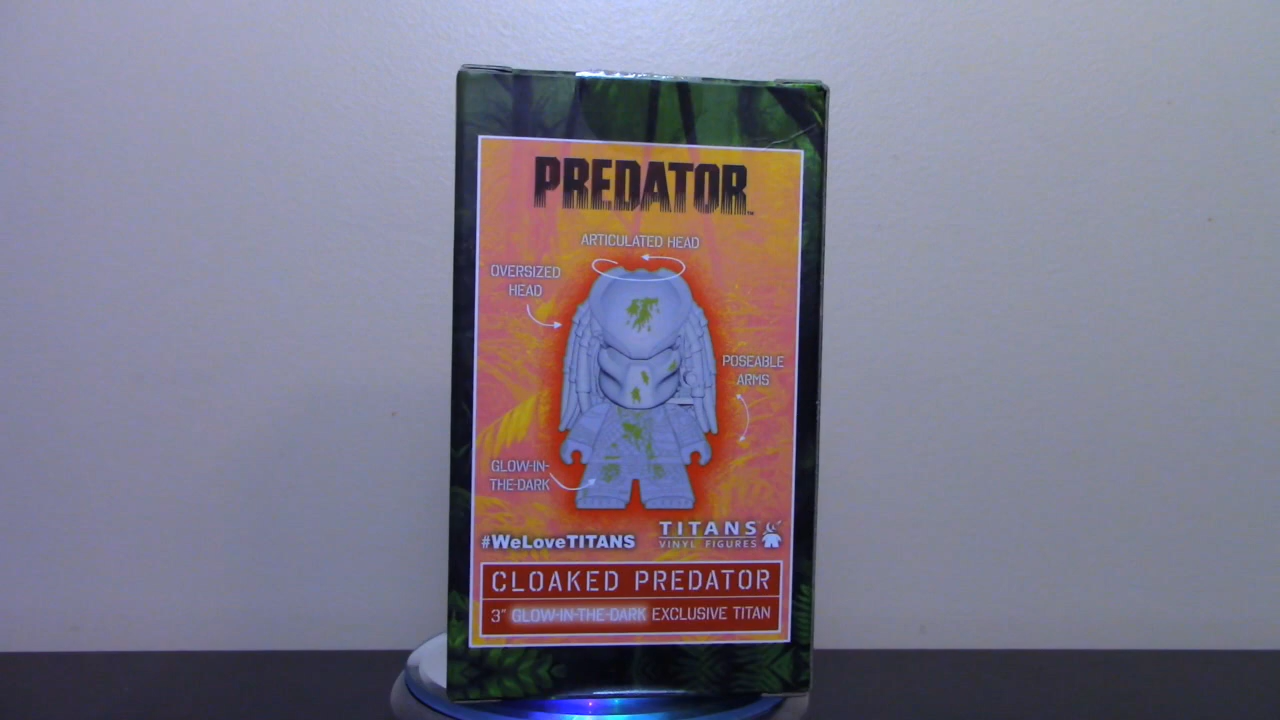 PREDATOR™
ARTICULATED HEAD
OVERSIZED
HEAD
POSEABLE
ARMS
GLOW-IN-
THE-DARK
#WeLoveTITANS
TITANS
VINYL FIGURES
CLOAKED PREDATOR
3" GLOW-IN-THE-DARK EXCLUSIVE TITAN